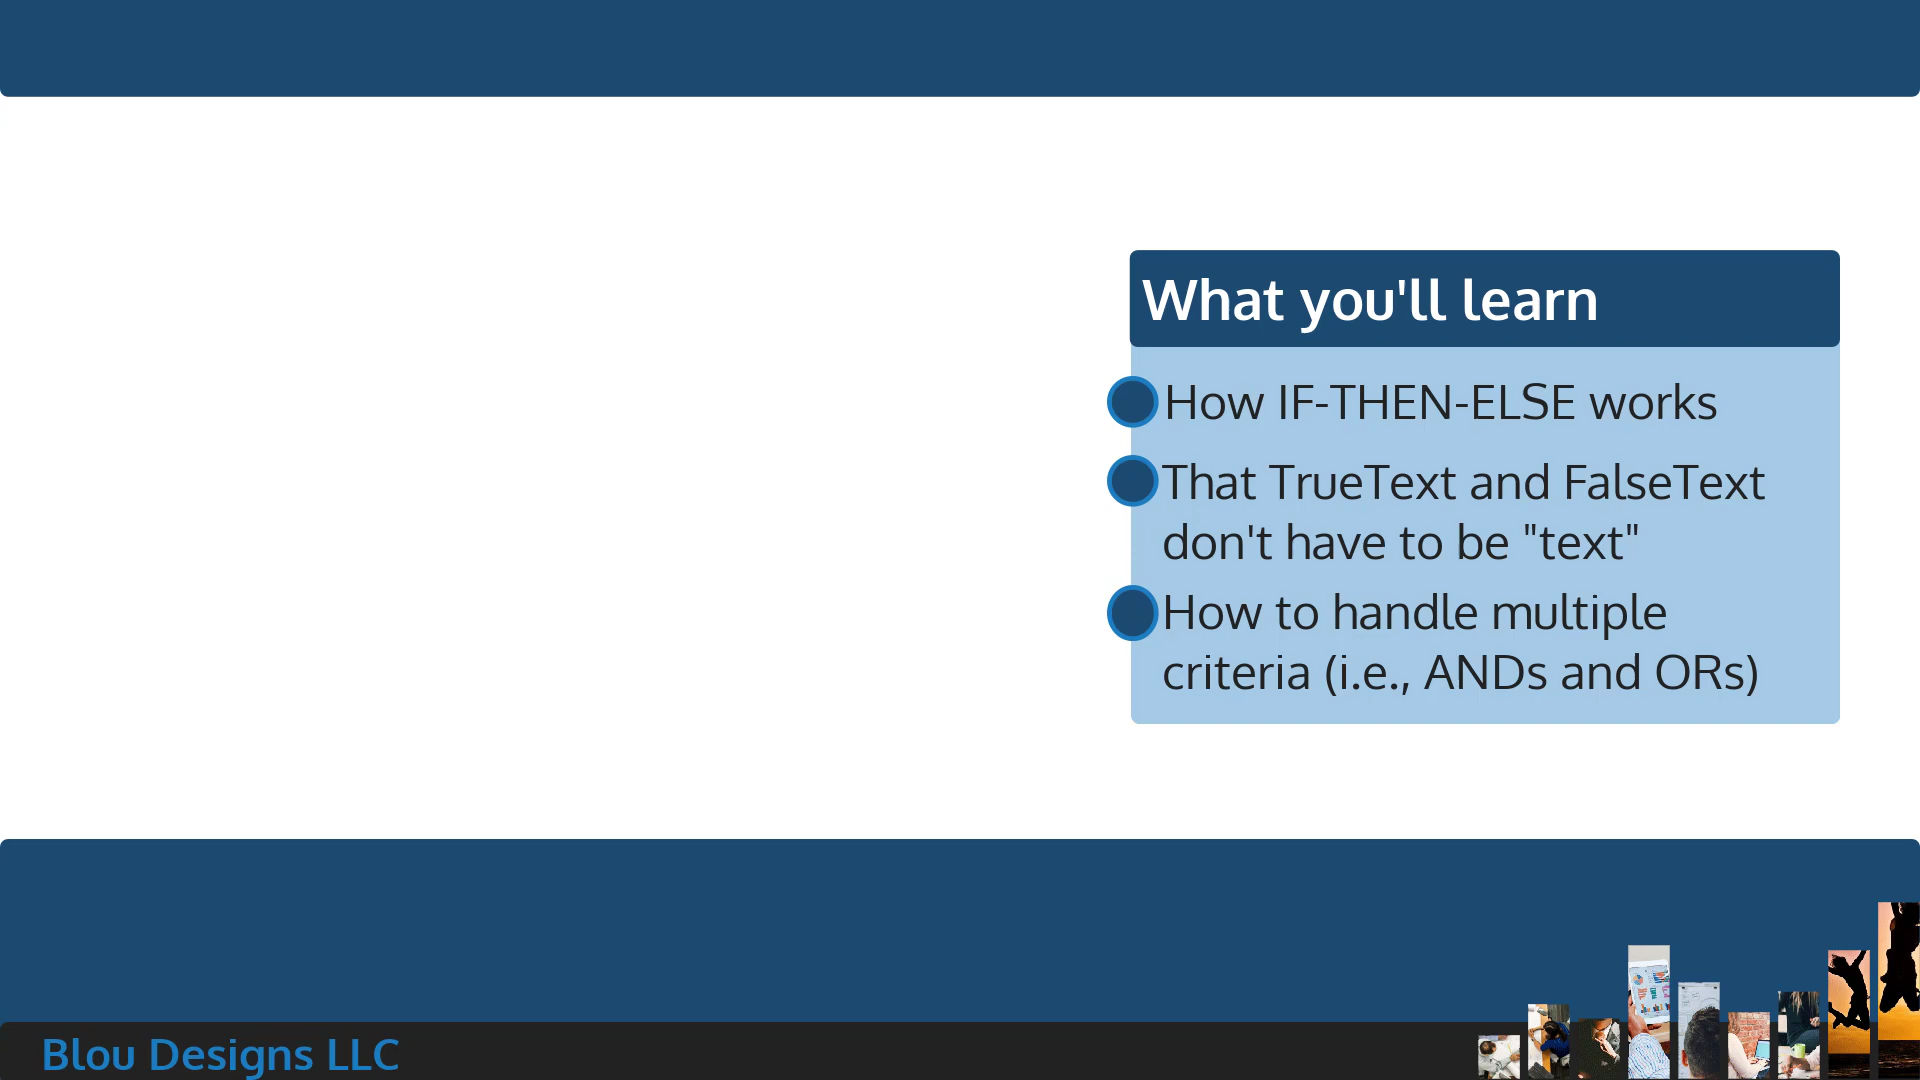 What you'll learn
How IF-THEN-ELSE works
That TrueText and FalseText
don't have to be "text"
How to handle multiple
criteria (i.e., ANDs and ORs)
Blou Designs LLC